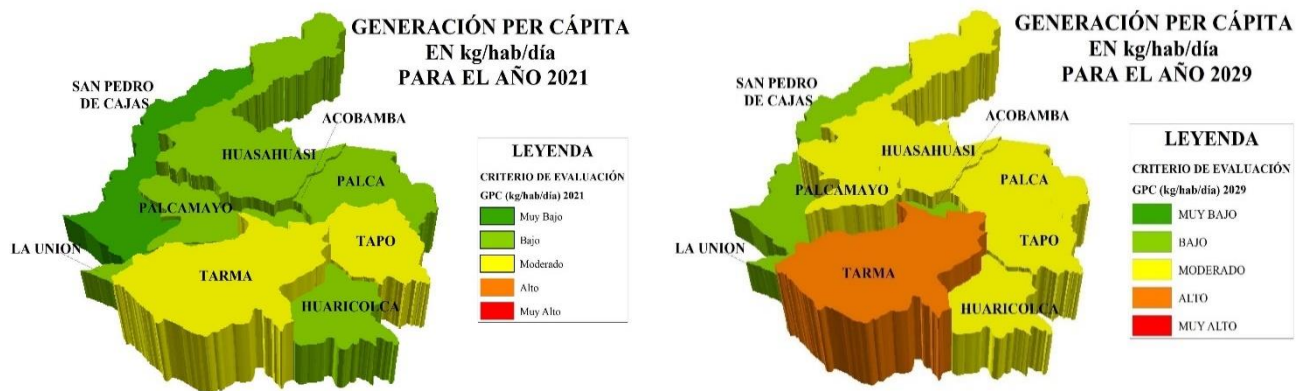 GENERACIÓN PER CÁPITA
EN kg/hab/día
PARA EL AÑO 2021
SAN PEDRO
DE CAJAS
ACOBAMBA
HUASAHUASI
PALCA
PALCAMAYO
LA UNION
TAPO
TARMA
HUARICOLCA
LEYENDA
CRITERIO DE EVALUACIÓN
GPC (kg/hab/día) 2021
Muy Bajo
Bajo
Moderado
Alto
Muy Alto
GENERACIÓN PER CÁPITA
EN kg/hab/día
PARA EL AÑO 2029
SAN PEDRO
DE CAJAS
ACOBAMBA
HUASAHUASI
PALCA
PALCAMAYO
LA UNION
TAPO
TARMA
HUARICOLCA
LEYENDA
CRITERIO DE EVALUACIÓN
GPC (kg/hab/día) 2029
MUY BAJO
BAJO
MODERADO
ALTO
MUY ALTO